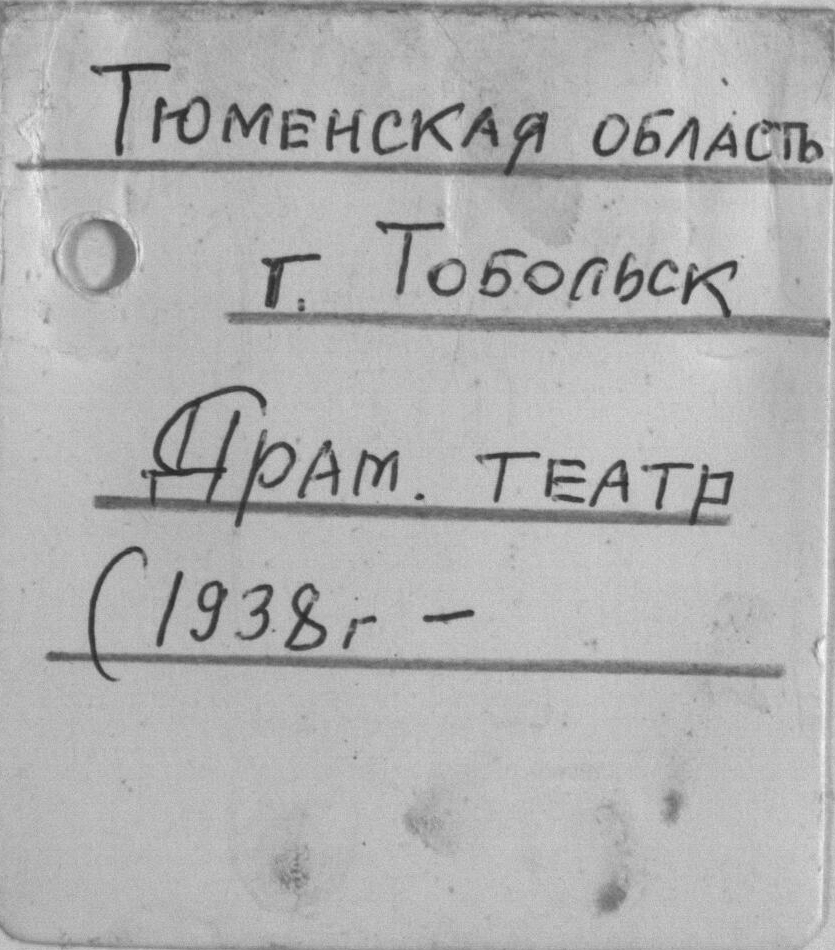 Тюменская область
г. Тобольск
Драм. театр
(1938г –